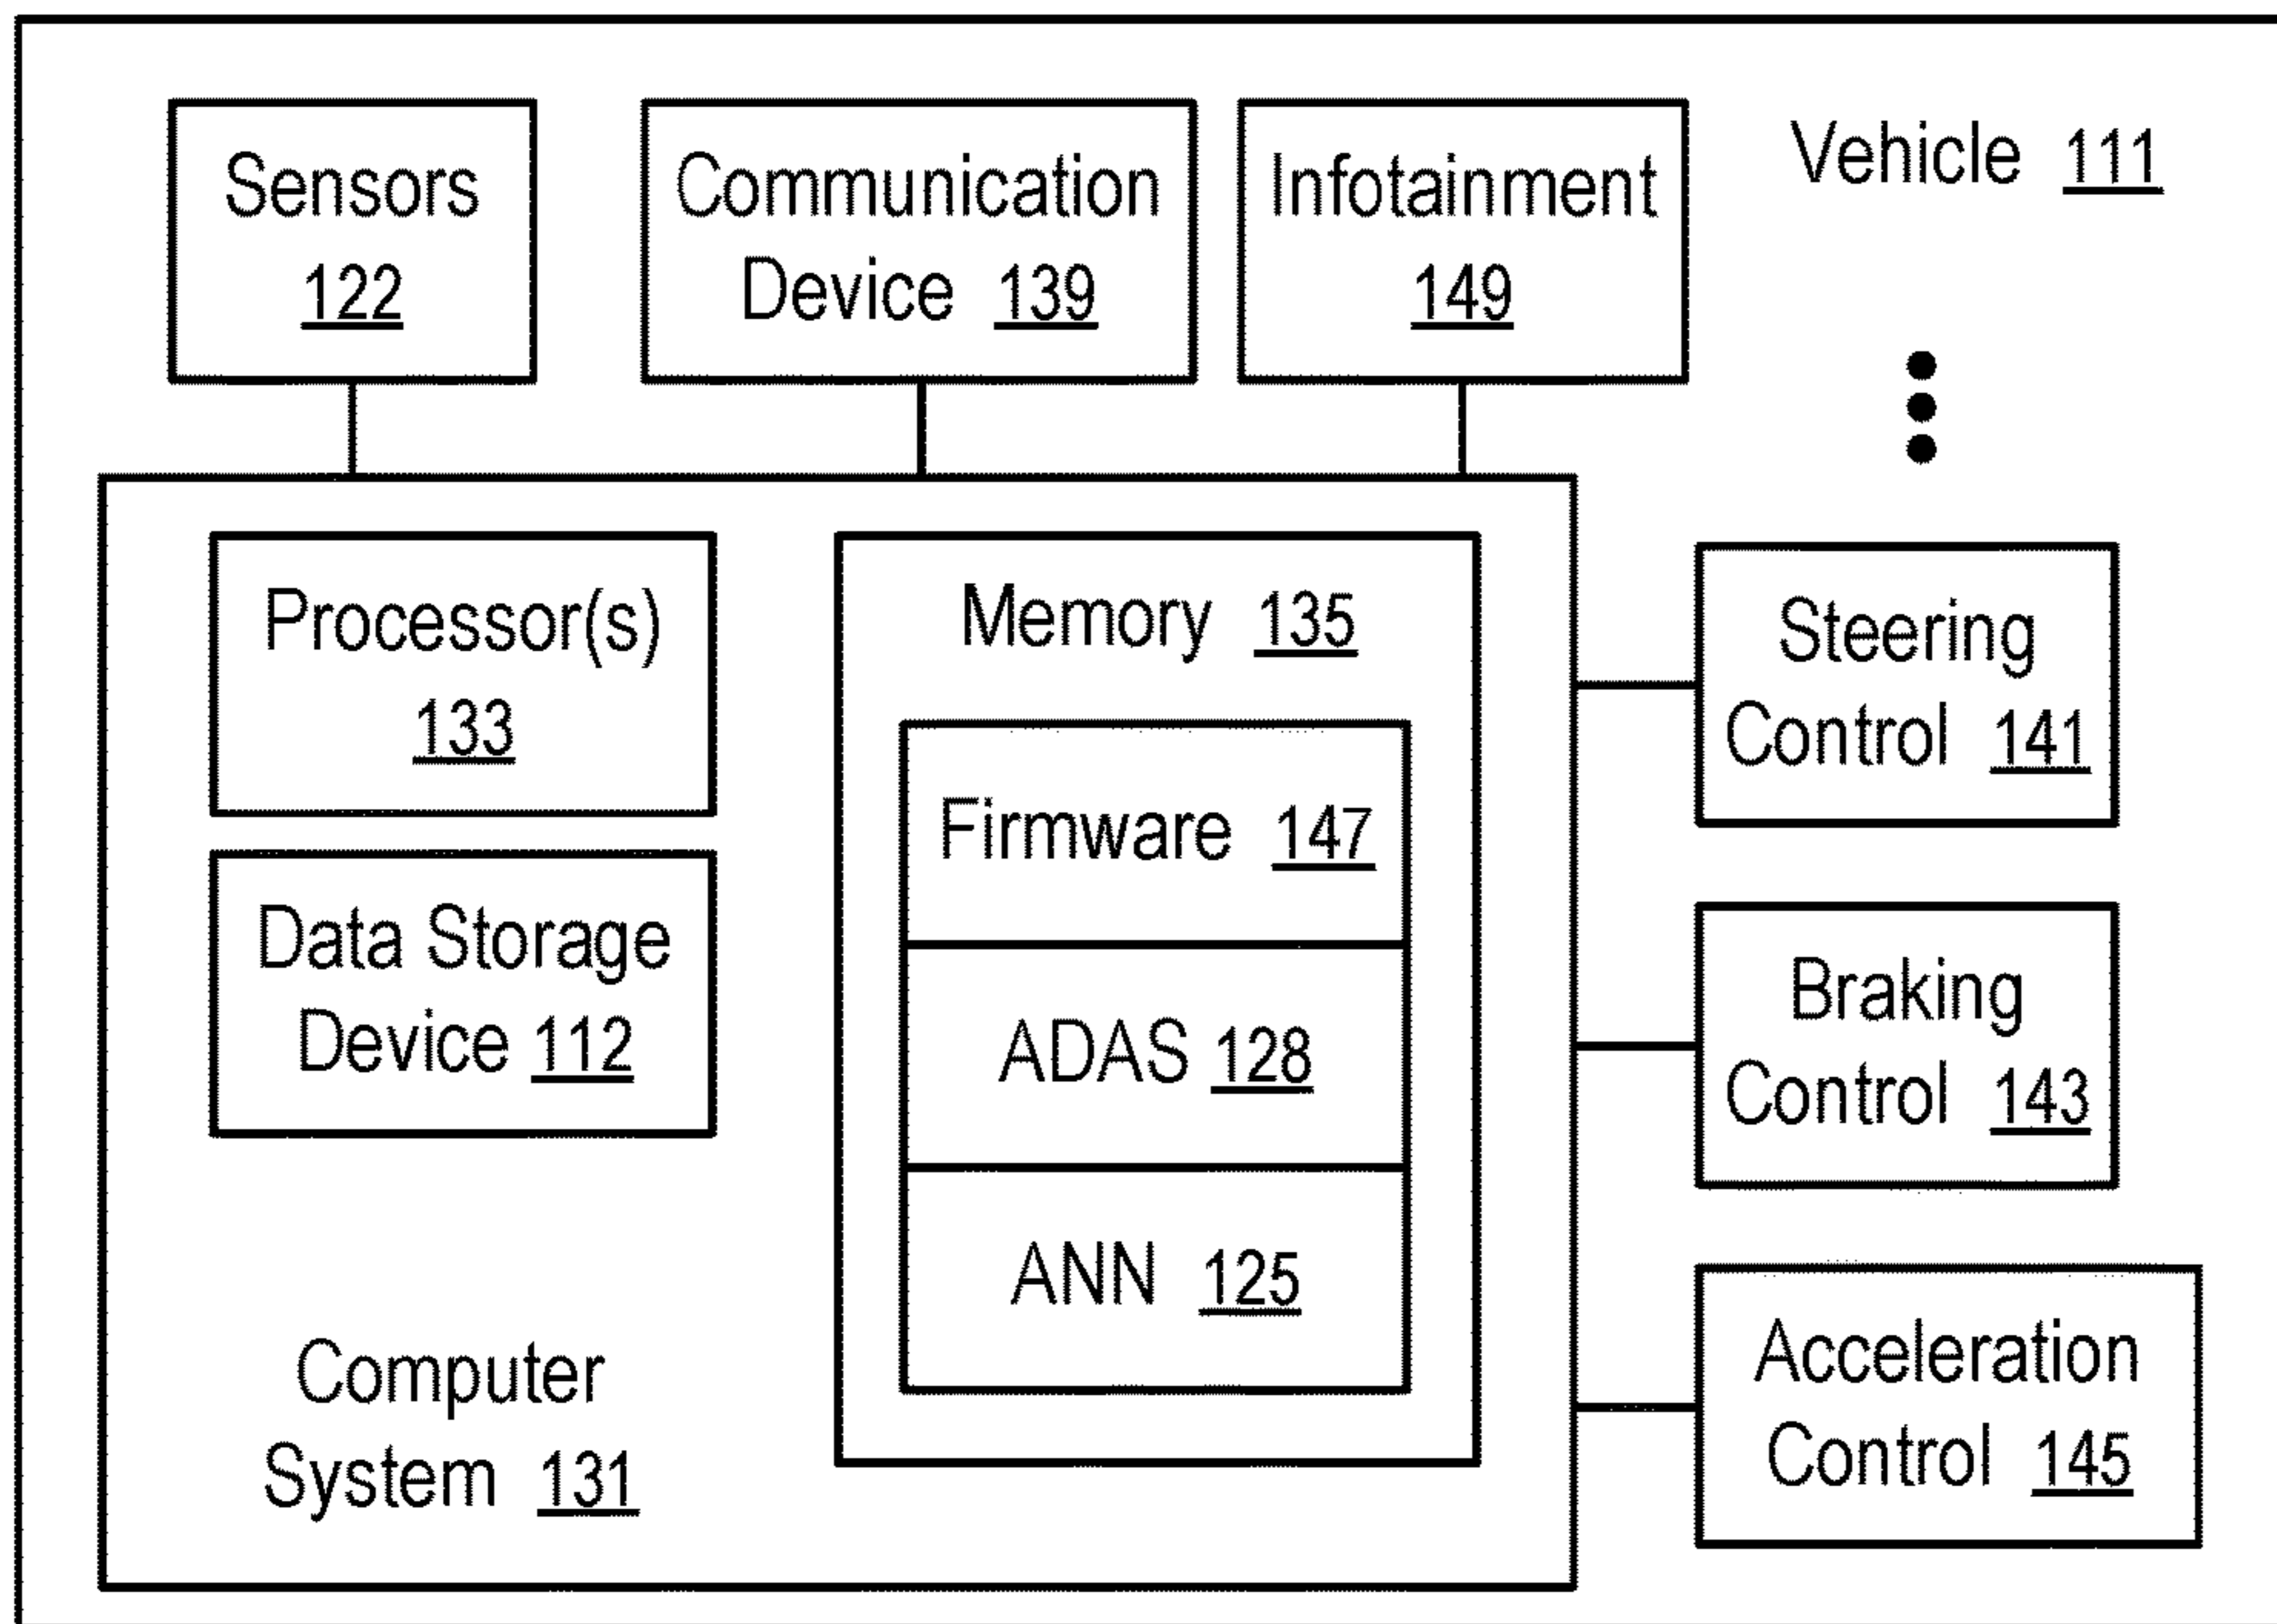 Sensors
122
Communication
Device 139
Infotainment
149
Vehicle 111
Processor(s)
133
Data Storage
Device 112
Computer
System 131
Memory 135
Firmware 147
ADAS 128
ANN 125
Steering
Control 141
Braking
Control 143
Acceleration
Control 145